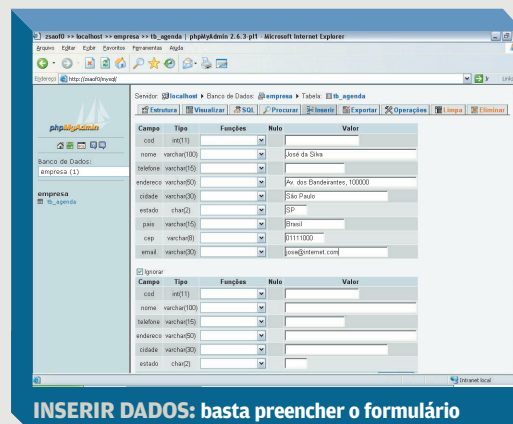 zsaof0 >> localhost >> empresa >> tb_agenda | phpMyAdmin 2.6.3-pl1 - Microsoft Internet Explorer
Arquivo Editar Exibir Favoritos Ferramentas Ajuda
Endereço http://zsaof0/mysql/ Ir Links
Servidor: localhost ▸ Banco de Dados: empresa ▸ Tabela: tb_agenda
Estrutura Visualizar SQL Procurar Inserir Exportar Operações Limpa Eliminar
phpMyAdmin
Banco de Dados:
empresa (1)
empresa
tb_agenda
Campo Tipo Funções Nulo Valor
cod int(11)
nome varchar(100) José da Silva
telefone varchar(15)
endereco varchar(50) Av. dos Bandeirantes, 100000
cidade varchar(30) São Paulo
estado char(2) SP
pais varchar(15) Brasil
cep varchar(8) 01111000
email varchar(30) jose@internet.com
Ignorar
Campo Tipo Funções Nulo Valor
cod int(11)
nome varchar(100)
telefone varchar(15)
endereco varchar(50)
cidade varchar(30)
estado char(2)
Intranet local
INSERIR DADOS: basta preencher o formulário